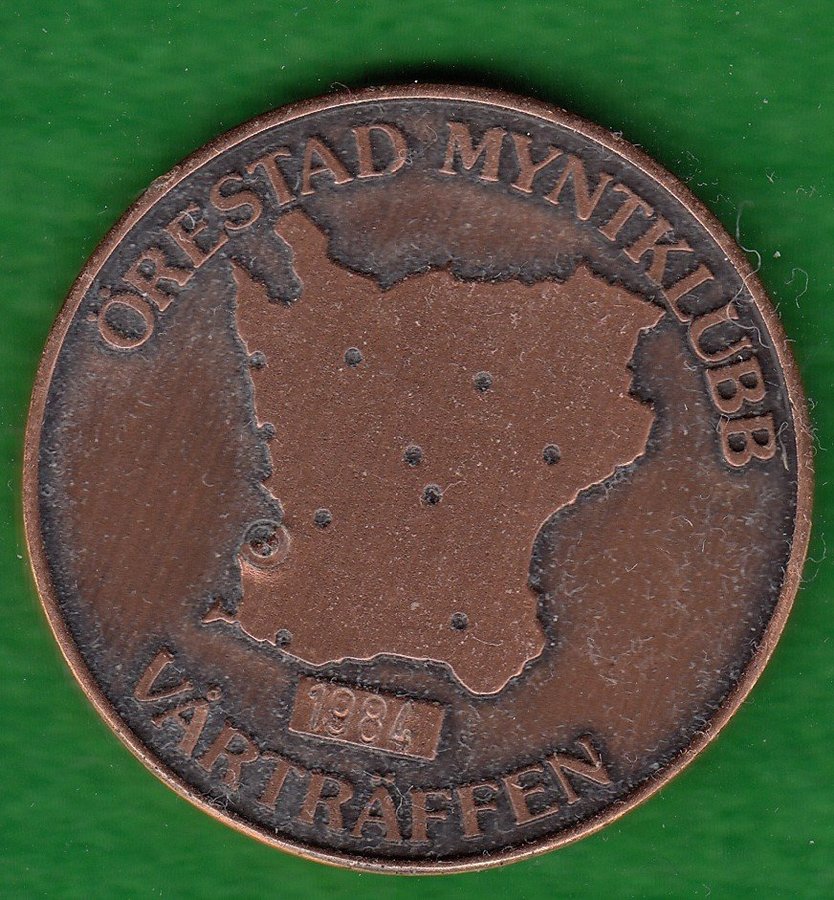 ÖRESTAD MYNTKLUBB
1984
VÅRTRÄFFEN